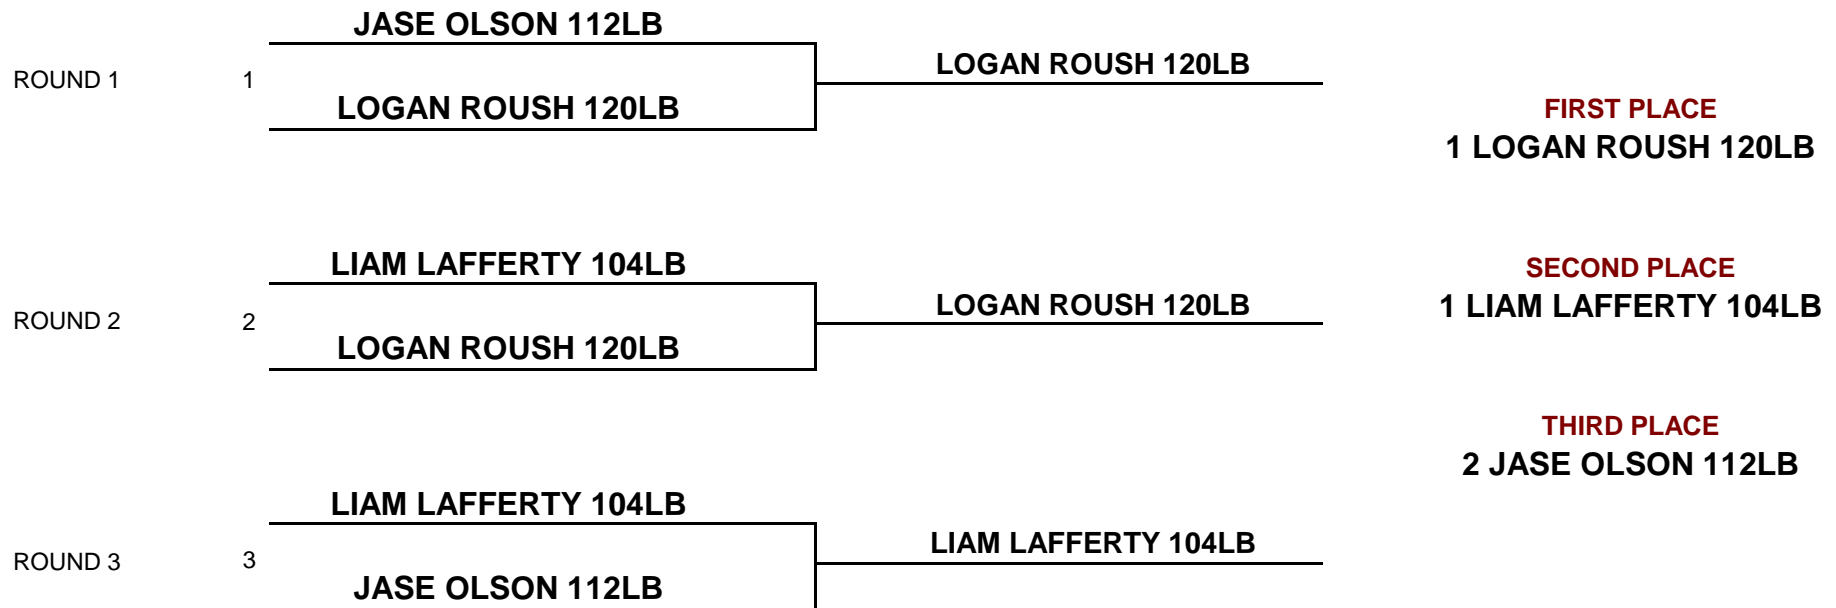 JASE OLSON 112LB
ROUND 1 1 LOGAN ROUSH 120LB
LOGAN ROUSH 120LB
FIRST PLACE
1 LOGAN ROUSH 120LB
LIAM LAFFERTY 104LB
ROUND 2 2 LOGAN ROUSH 120LB
LOGAN ROUSH 120LB
SECOND PLACE
1 LIAM LAFFERTY 104LB
THIRD PLACE
2 JASE OLSON 112LB
LIAM LAFFERTY 104LB
ROUND 3 3 LIAM LAFFERTY 104LB
JASE OLSON 112LB